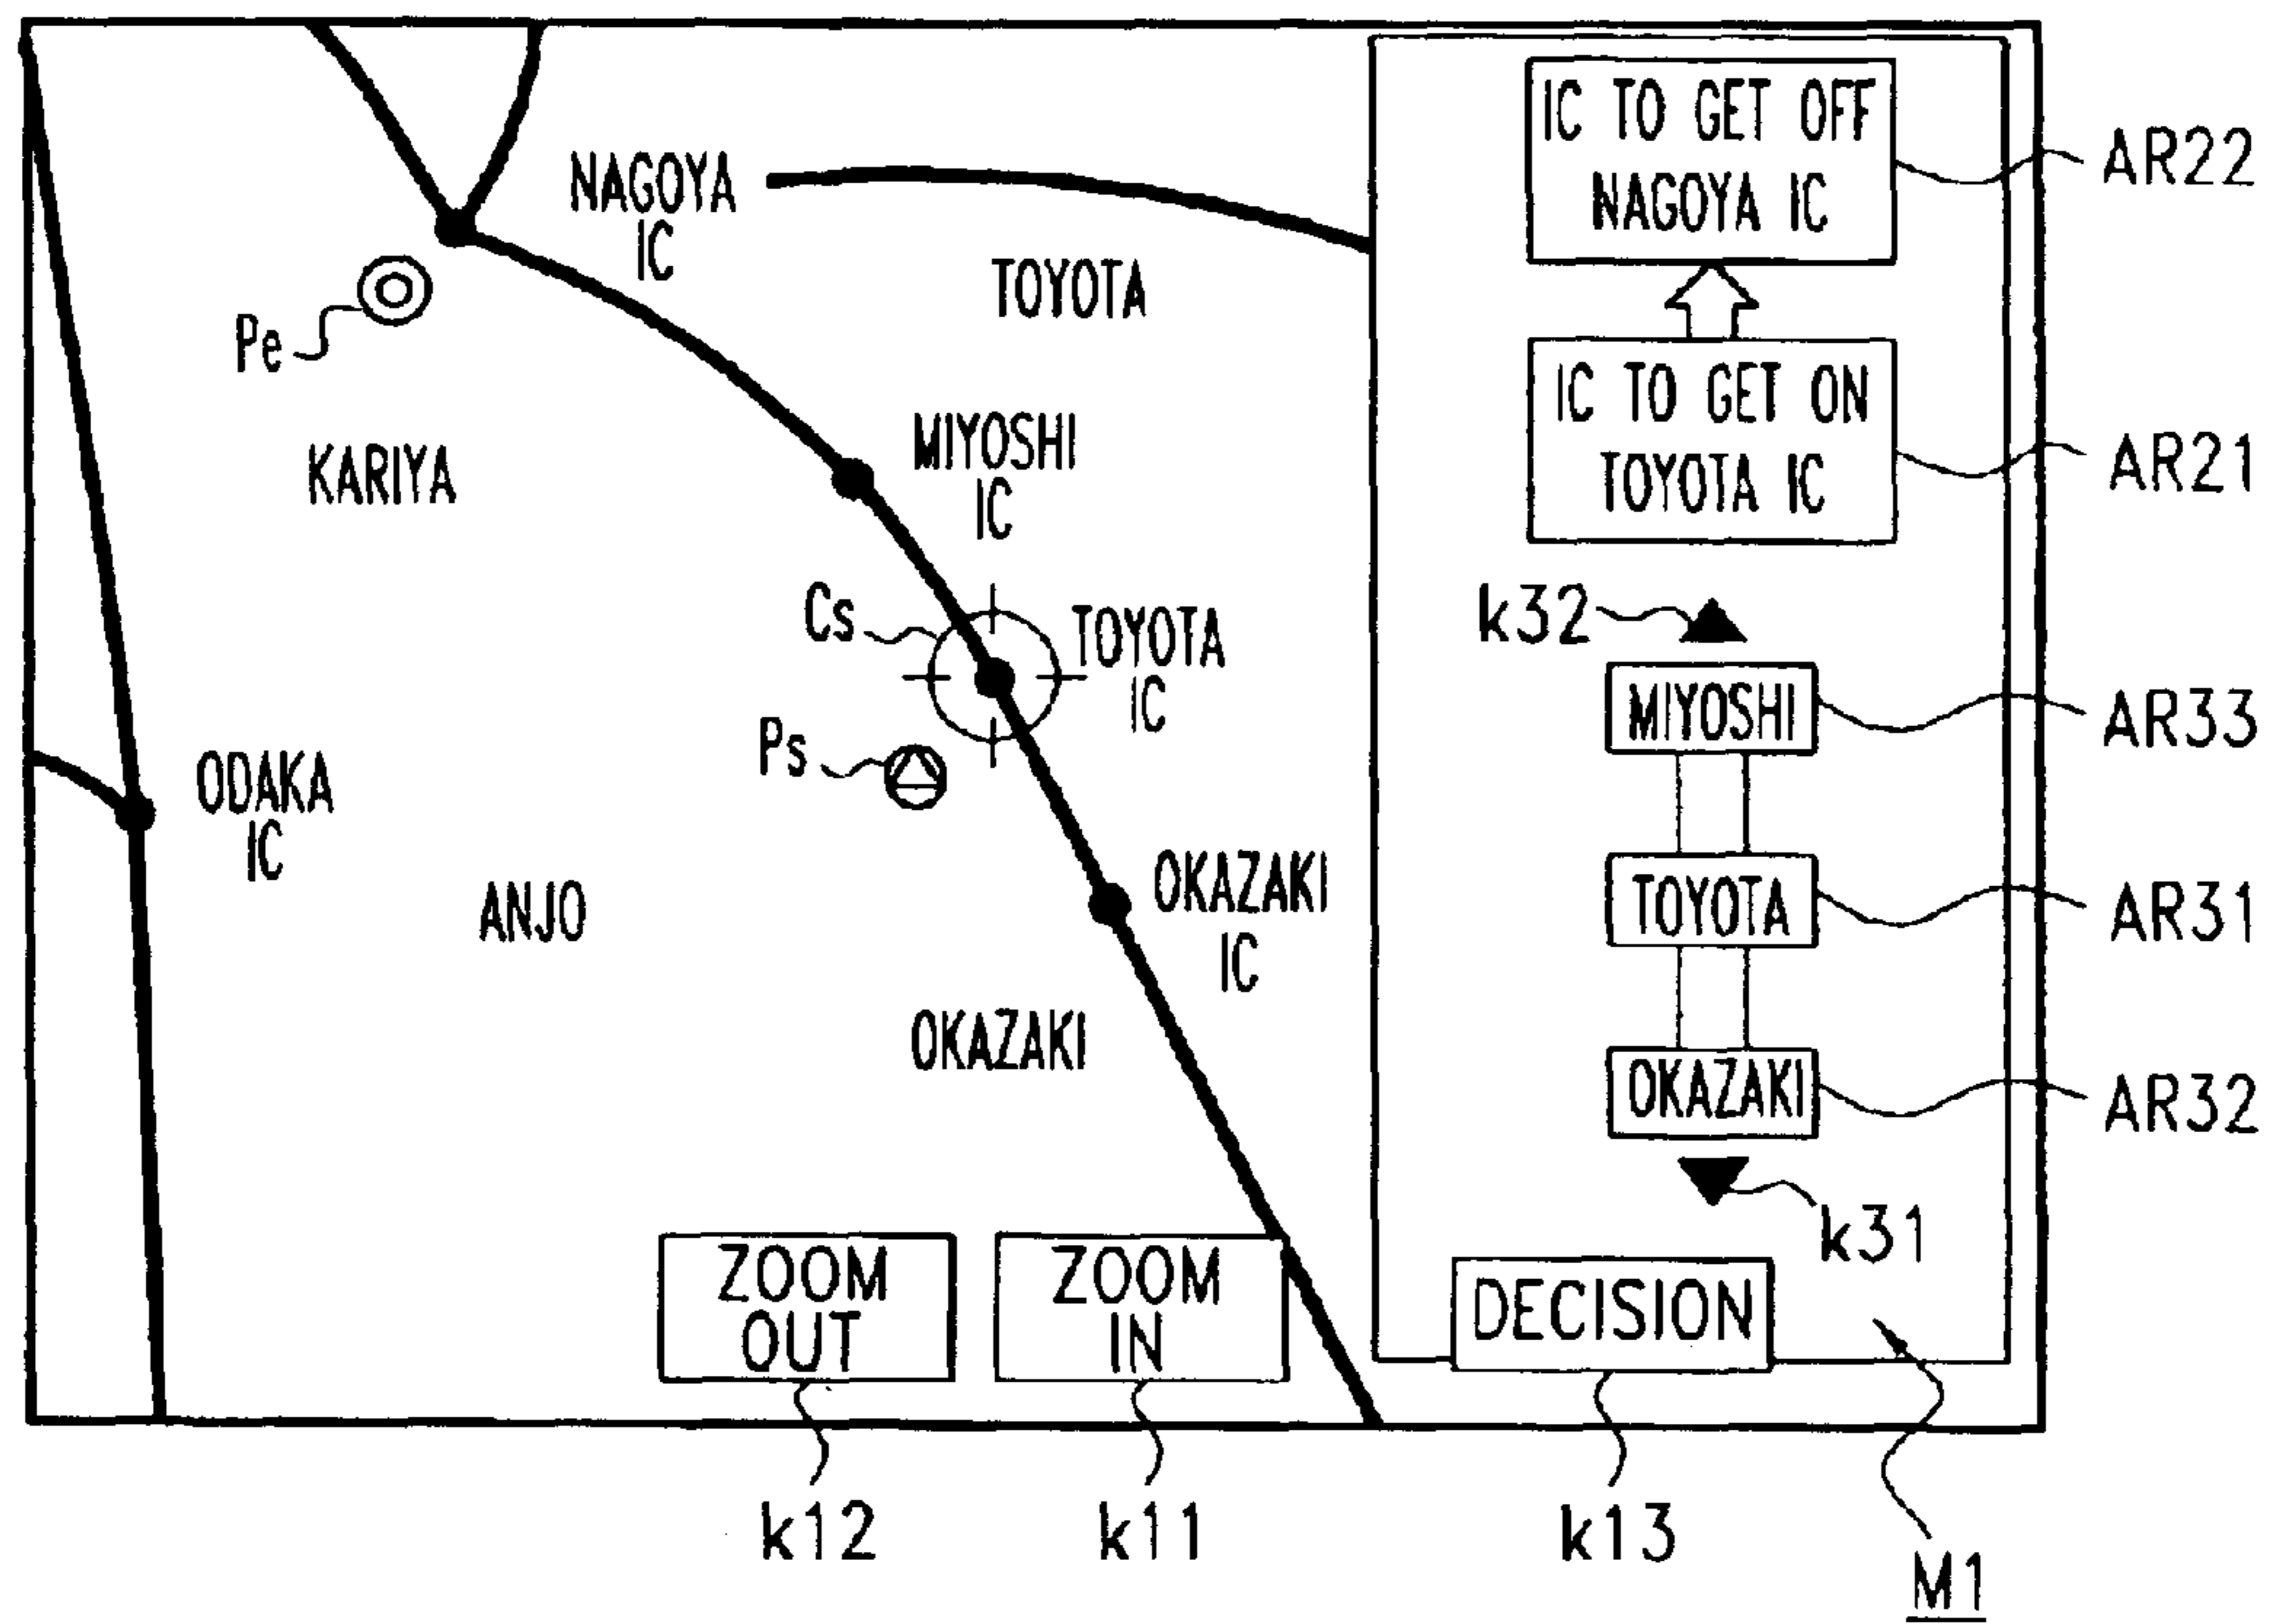 NAGOYA
IC
TOYOTA
Pe
KARIYA
MIYOSHI
IC
Cs
TOYOTA
IC
Ps
ODAKA
IC
ANJO
OKAZAKI
IC
OKAZAKI
ZOOM
OUT
ZOOM
IN
IC TO GET OFF
NAGOYA IC
AR22
IC TO GET ON
TOYOTA IC
AR21
k32
MIYOSHI
AR33
TOYOTA
AR31
OKAZAKI
AR32
k31
DECISION
k12
k11
k13
M1